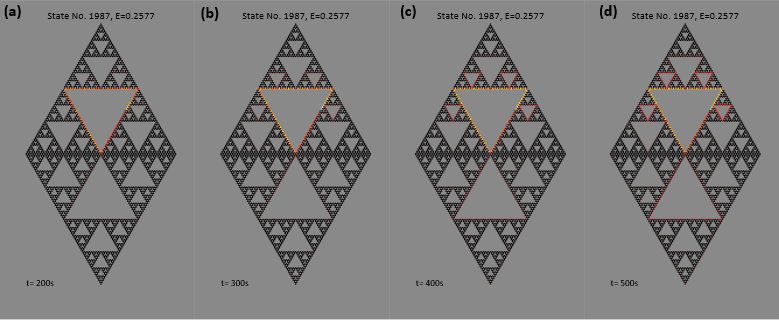 (a) State No. 1987, E=0.2577
(b) State No. 1987, E=0.2577
(c) State No. 1987, E=0.2577
(d) State No. 1987, E=0.2577
t= 200s
t= 300s
t= 400s
t= 500s